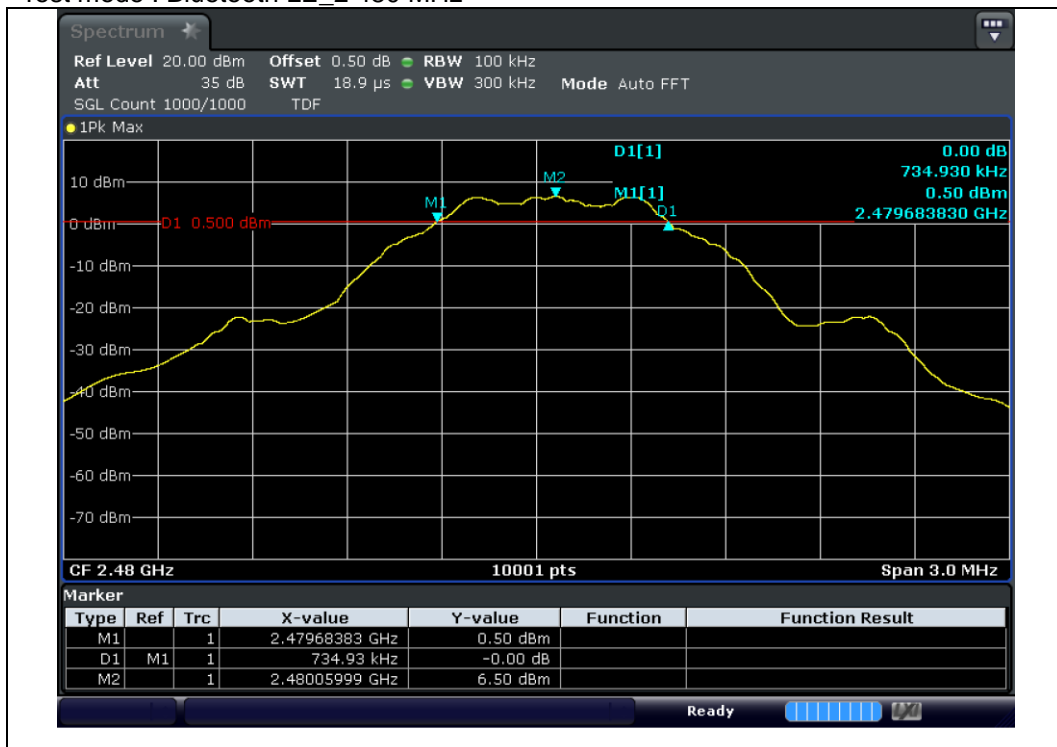 Spectrum
Ref Level 20.00 dBm Offset 0.50 dB RBW 100 kHz
Att 35 dB SWT 18.9 µs VBW 300 kHz Mode Auto FFT
SGL Count 1000/1000 TDF
1Pk Max
D1[1] 0.00 dB
734.930 kHz
M1[1] 0.50 dBm
2.479683830 GHz
10 dBm
M2
M1
D1
0 dBm
D1 0.500 dBm
-10 dBm
-20 dBm
-30 dBm
-40 dBm
-50 dBm
-60 dBm
-70 dBm
CF 2.48 GHz 10001 pts Span 3.0 MHz
Marker
Type Ref Trc X-value Y-value Function Function Result
M1 1 2.47968383 GHz 0.50 dBm
D1 M1 1 734.93 kHz -0.00 dB
M2 1 2.48005999 GHz 6.50 dBm
Ready